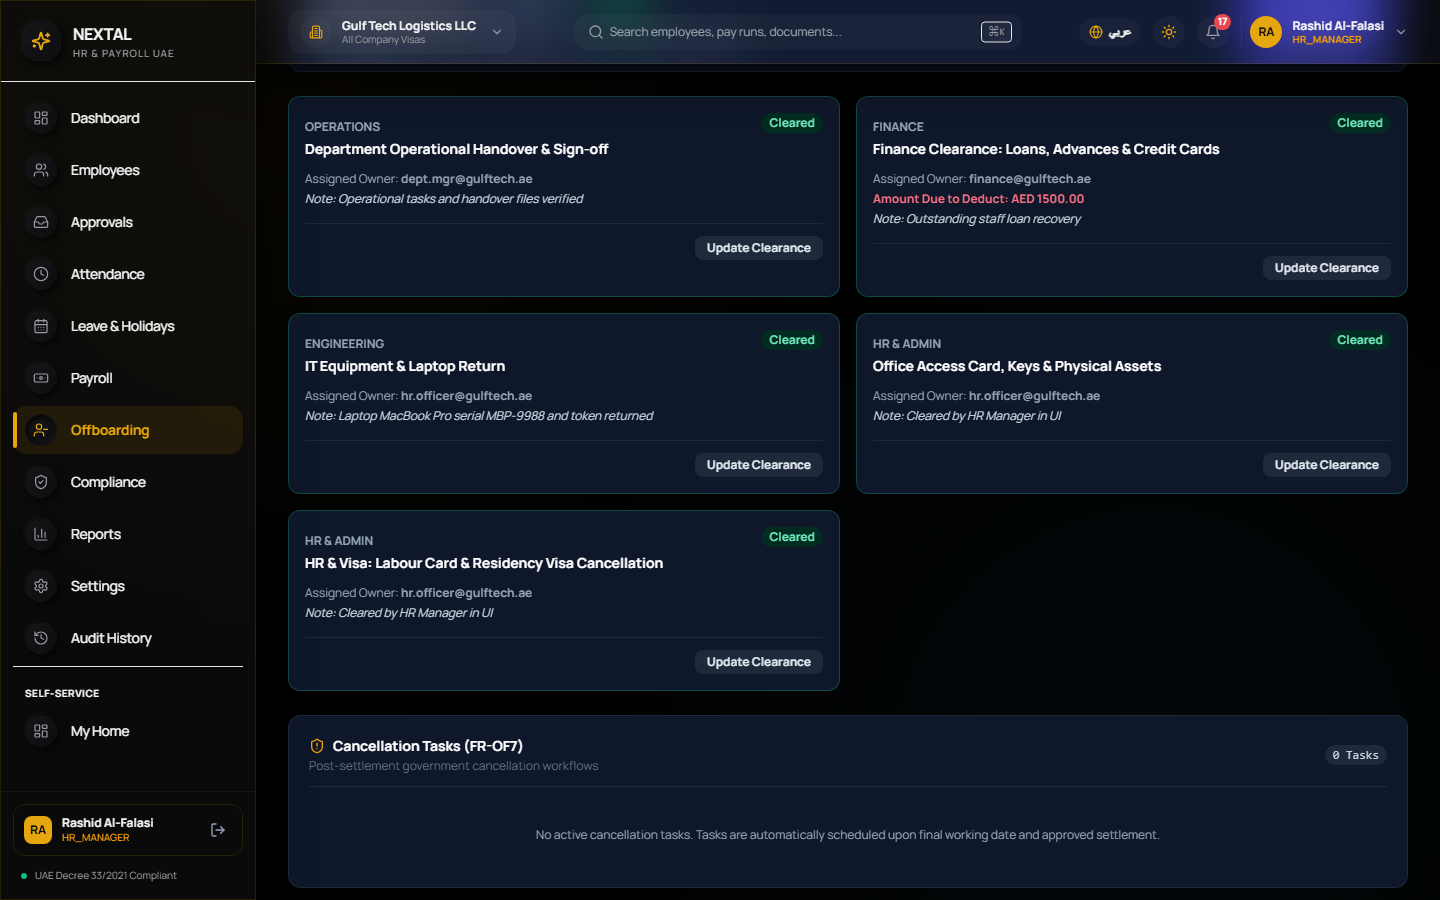 NEXTAL
HR & PAYROLL UAE
Gulf Tech Logistics LLC
All Company Visas
Search employees, pay runs, documents...
⌘K
عربي
17
RA
Rashid Al-Falasi
HR_MANAGER
Dashboard
Employees
Approvals
Attendance
Leave & Holidays
Payroll
Offboarding
Compliance
Reports
Settings
Audit History
SELF-SERVICE
My Home
RA
Rashid Al-Falasi
HR_MANAGER
UAE Decree 33/2021 Compliant
OPERATIONS
Cleared
Department Operational Handover & Sign-off
Assigned Owner: dept.mgr@gulftech.ae
Note: Operational tasks and handover files verified
Update Clearance
FINANCE
Cleared
Finance Clearance: Loans, Advances & Credit Cards
Assigned Owner: finance@gulftech.ae
Amount Due to Deduct: AED 1500.00
Note: Outstanding staff loan recovery
Update Clearance
ENGINEERING
Cleared
IT Equipment & Laptop Return
Assigned Owner: hr.officer@gulftech.ae
Note: Laptop MacBook Pro serial MBP-9988 and token returned
Update Clearance
HR & ADMIN
Cleared
Office Access Card, Keys & Physical Assets
Assigned Owner: hr.officer@gulftech.ae
Note: Cleared by HR Manager in UI
Update Clearance
HR & ADMIN
Cleared
HR & Visa: Labour Card & Residency Visa Cancellation
Assigned Owner: hr.officer@gulftech.ae
Note: Cleared by HR Manager in UI
Update Clearance
Cancellation Tasks (FR-OF7)
Post-settlement government cancellation workflows
0 Tasks
No active cancellation tasks. Tasks are automatically scheduled upon final working date and approved settlement.